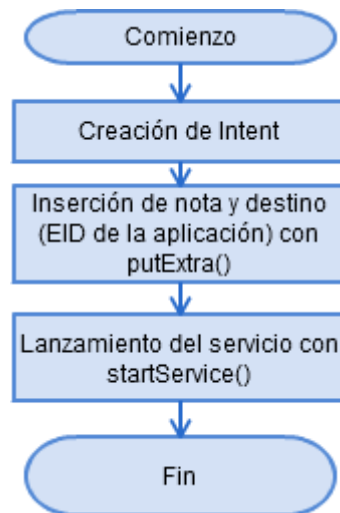 Comienzo
Creación de Intent
Inserción de nota y destino
(EID de la aplicación) con
putExtra()
Lanzamiento del servicio con
startService()
Fin